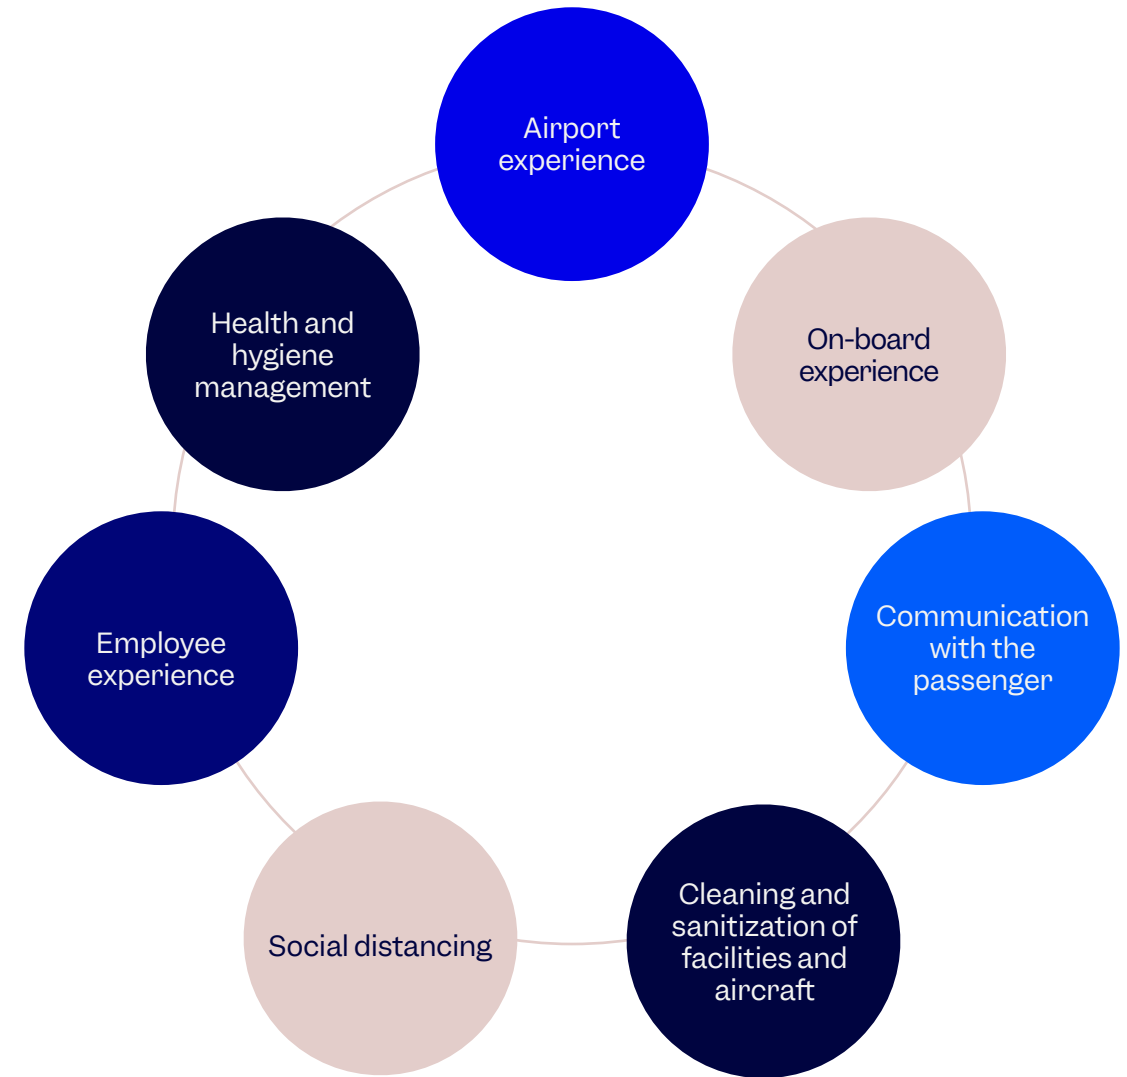 Airport
experience
Health and
hygiene
management
On-board
experience
Employee
experience
Communication
with the
passenger
Social distancing
Cleaning and
sanitization of
facilities and
aircraft